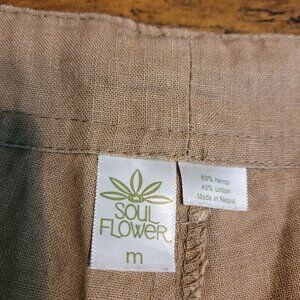 SOUL
FLOWER
m
60% hemp
40% cotton
Made in Nepal